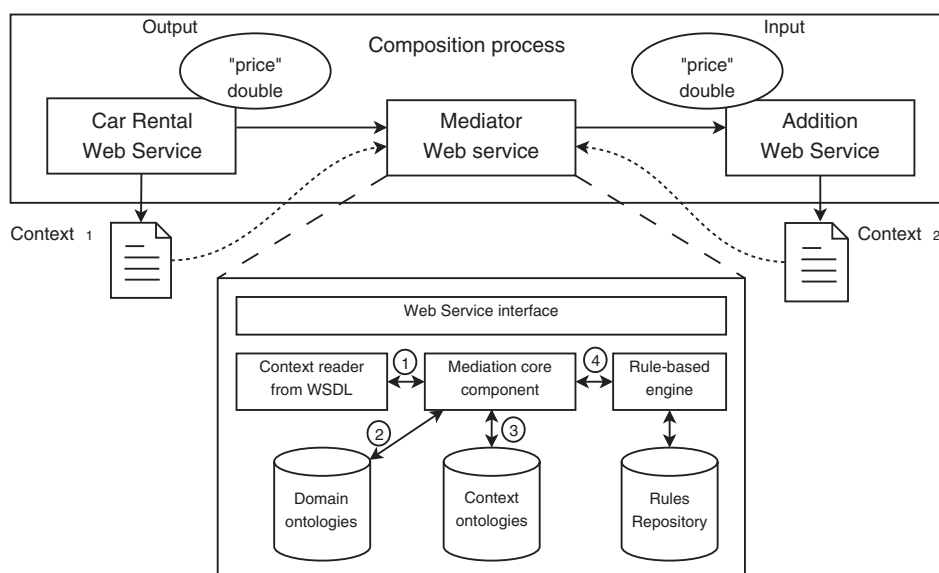 Output
Input
Composition process
"price"
double
"price"
double
Car Rental
Web Service
Mediator
Web service
Addition
Web Service
Context 1
Context 2
Web Service interface
Context reader
from WSDL
1
Mediation core
component
4
Rule-based
engine
2
3
Domain
ontologies
Context
ontologies
Rules
Repository